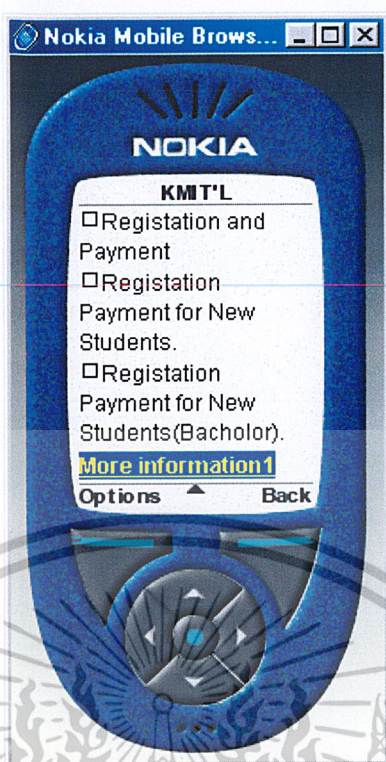 Nokia Mobile Brows...
NOKIA
KMIT'L
Registation and
Payment
Registation
Payment for New
Students.
Registation
Payment for New
Students(Bacholor).
More information1
Options Back